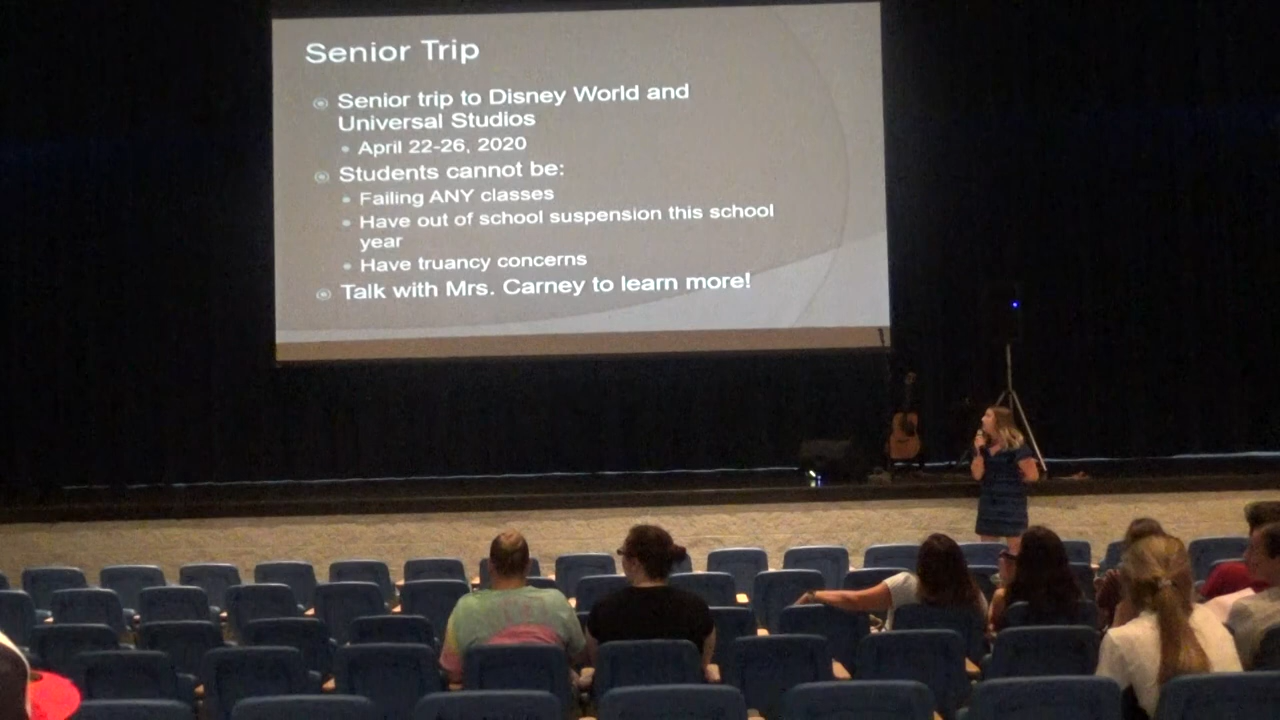 Senior Trip
Senior trip to Disney World and
Universal Studios
April 22-26, 2020
Students cannot be:
Failing ANY classes
Have out of school suspension this school
year
Have truancy concerns
Talk with Mrs. Carney to learn more!